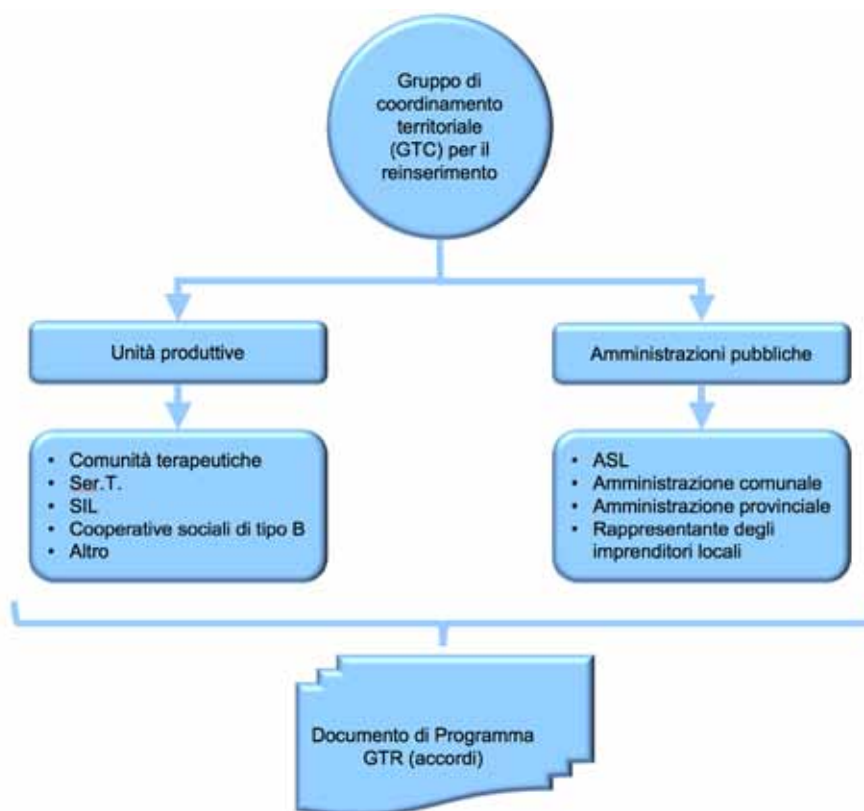 Gruppo di
coordinamento
territoriale
(GTC) per il
reinserimento
Unità produttive
Amministrazioni pubbliche
• Comunità terapeutiche
• Ser.T.
• SIL
• Cooperative sociali di tipo B
• Altro
• ASL
• Amministrazione comunale
• Amministrazione provinciale
• Rappresentante degli
imprenditori locali
Documento di Programma
GTR (accordi)